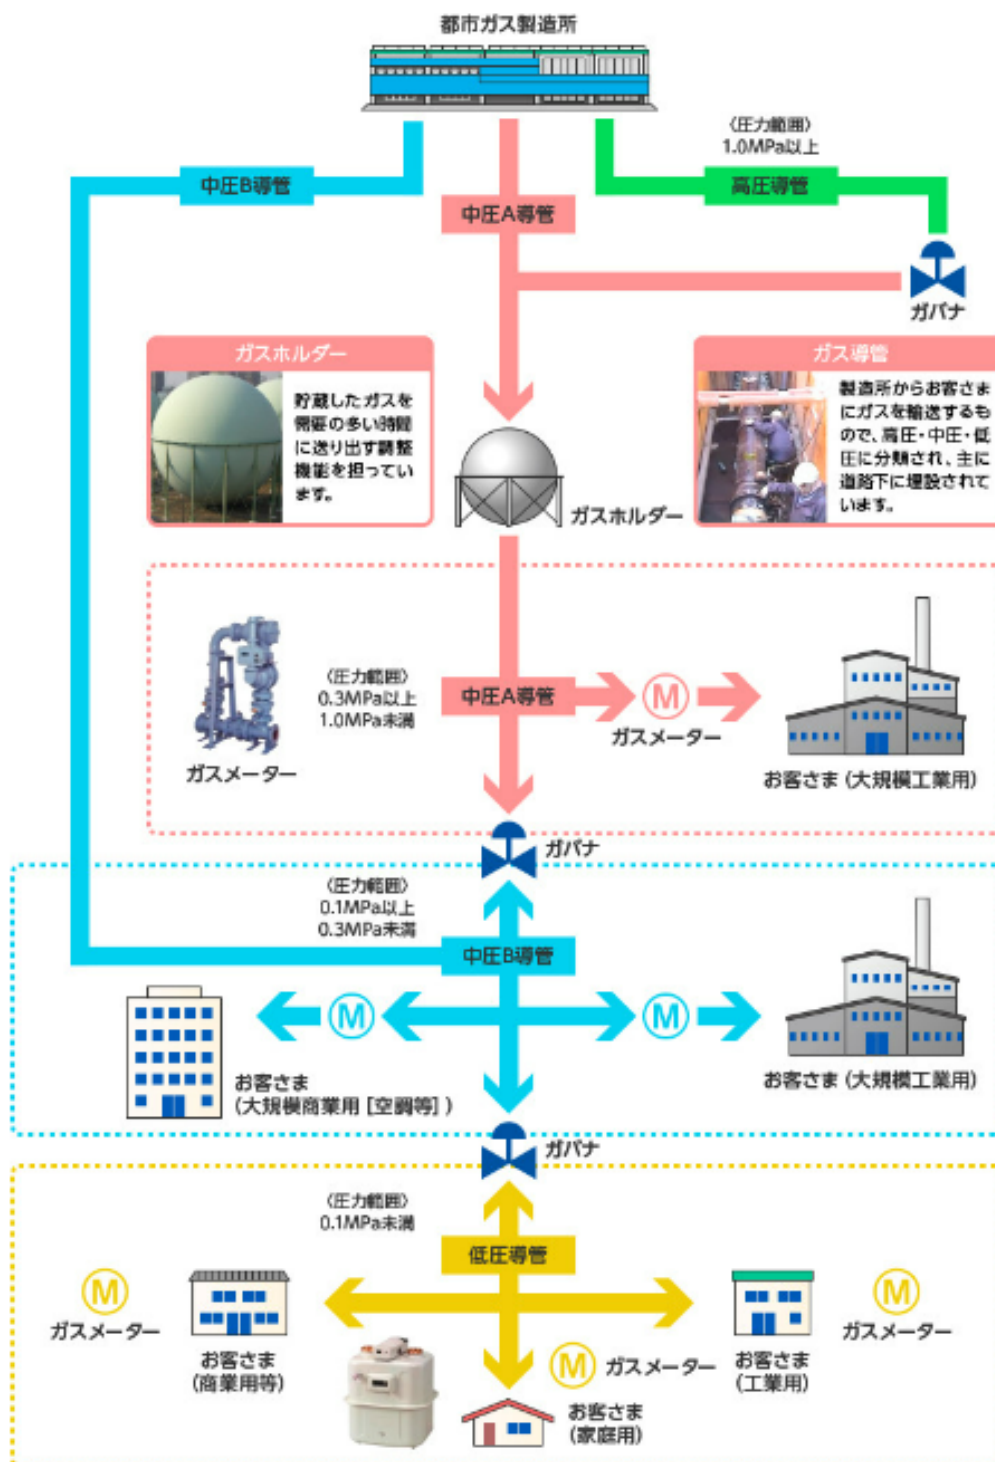 都市ガス製造所
〈圧力範囲〉
1.0MPa以上
中圧B導管
高圧導管
中圧A導管
ガバナ
ガスホルダー
貯蔵したガスを
需要の多い時間
に送り出す調整
機能を担ってい
ます。
ガス導管
製造所からお客さま
にガスを輸送するも
ので、高圧・中圧・低
圧に分類され、主に
道路下に埋設されて
います。
ガスホルダー
〈圧力範囲〉
0.3MPa以上
1.0MPa未満
中圧A導管
M
ガスメーター
ガスメーター
お客さま（大規模工業用）
ガバナ
〈圧力範囲〉
0.1MPa以上
0.3MPa未満
中圧B導管
M
M
お客さま
（大規模商業用［空調等］）
お客さま（大規模工業用）
ガバナ
〈圧力範囲〉
0.1MPa未満
低圧導管
M
ガスメーター
お客さま
（商業用等）
M
ガスメーター
お客さま
（家庭用）
お客さま
（工業用）
M
ガスメーター